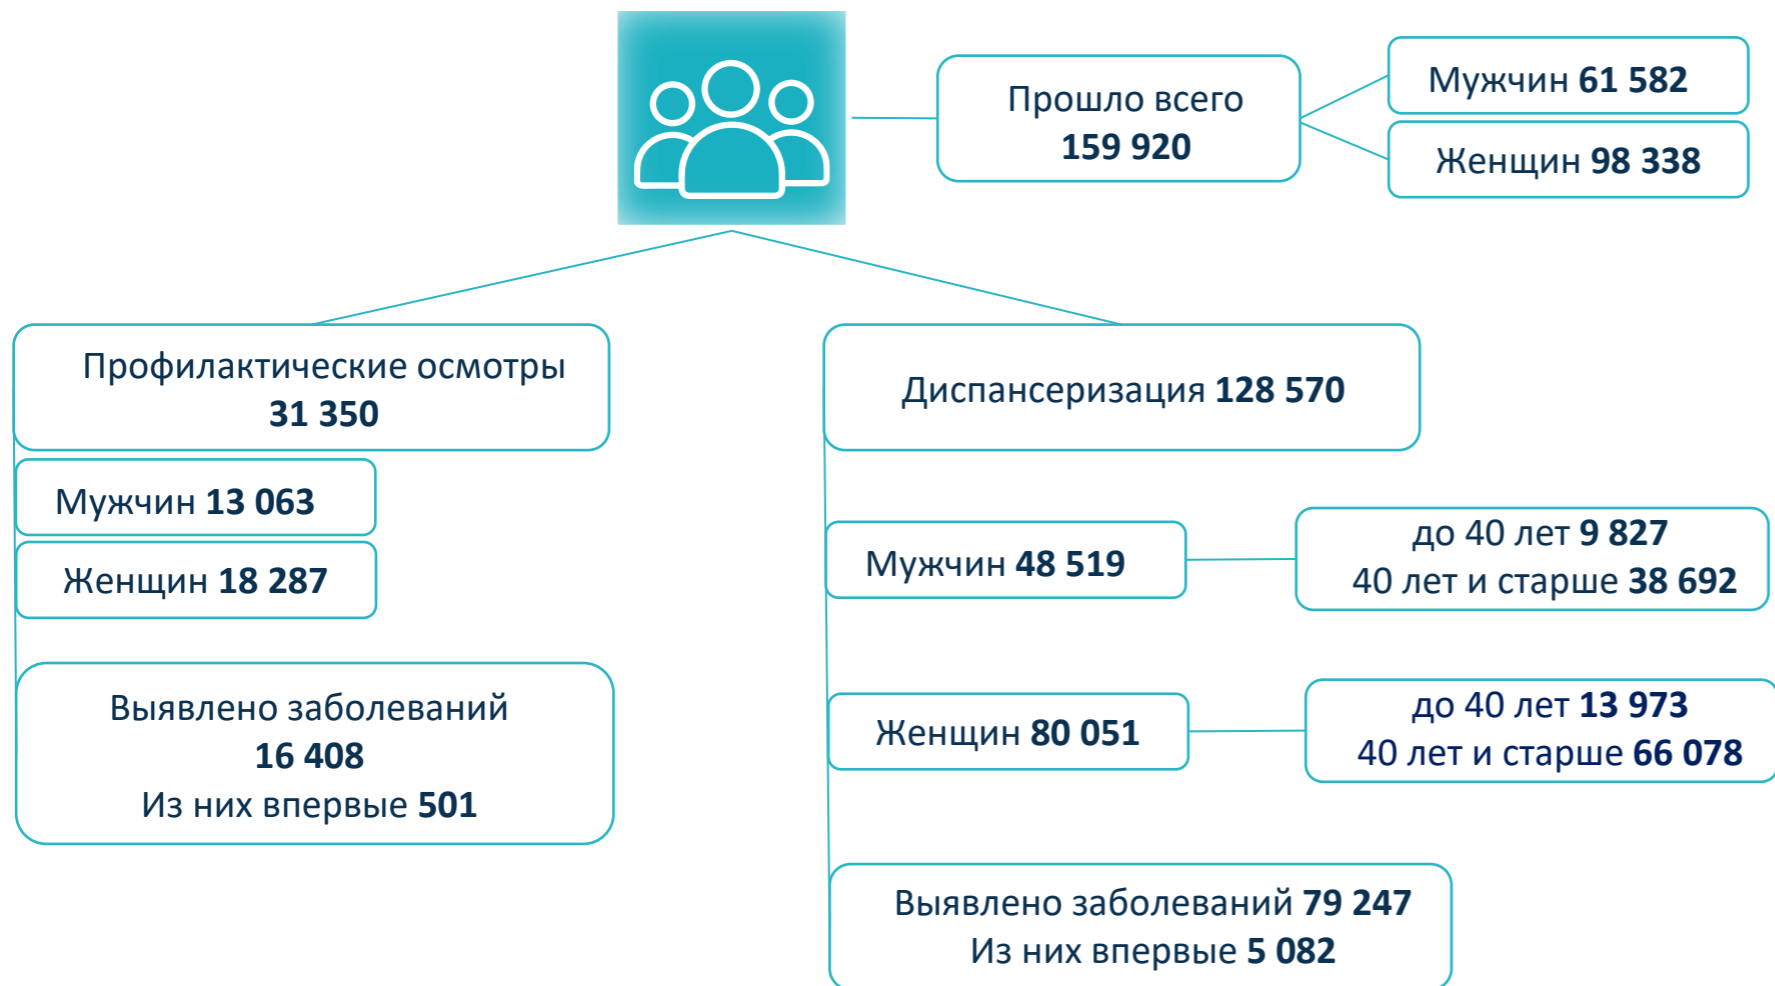 Прошло всего
159 920
Мужчин 61 582
Женщин 98 338
Профилактические осмотры
31 350
Мужчин 13 063
Женщин 18 287
Выявлено заболеваний
16 408
Из них впервые 501
Диспансеризация 128 570
Мужчин 48 519
до 40 лет 9 827
40 лет и старше 38 692
Женщин 80 051
до 40 лет 13 973
40 лет и старше 66 078
Выявлено заболеваний 79 247
Из них впервые 5 082